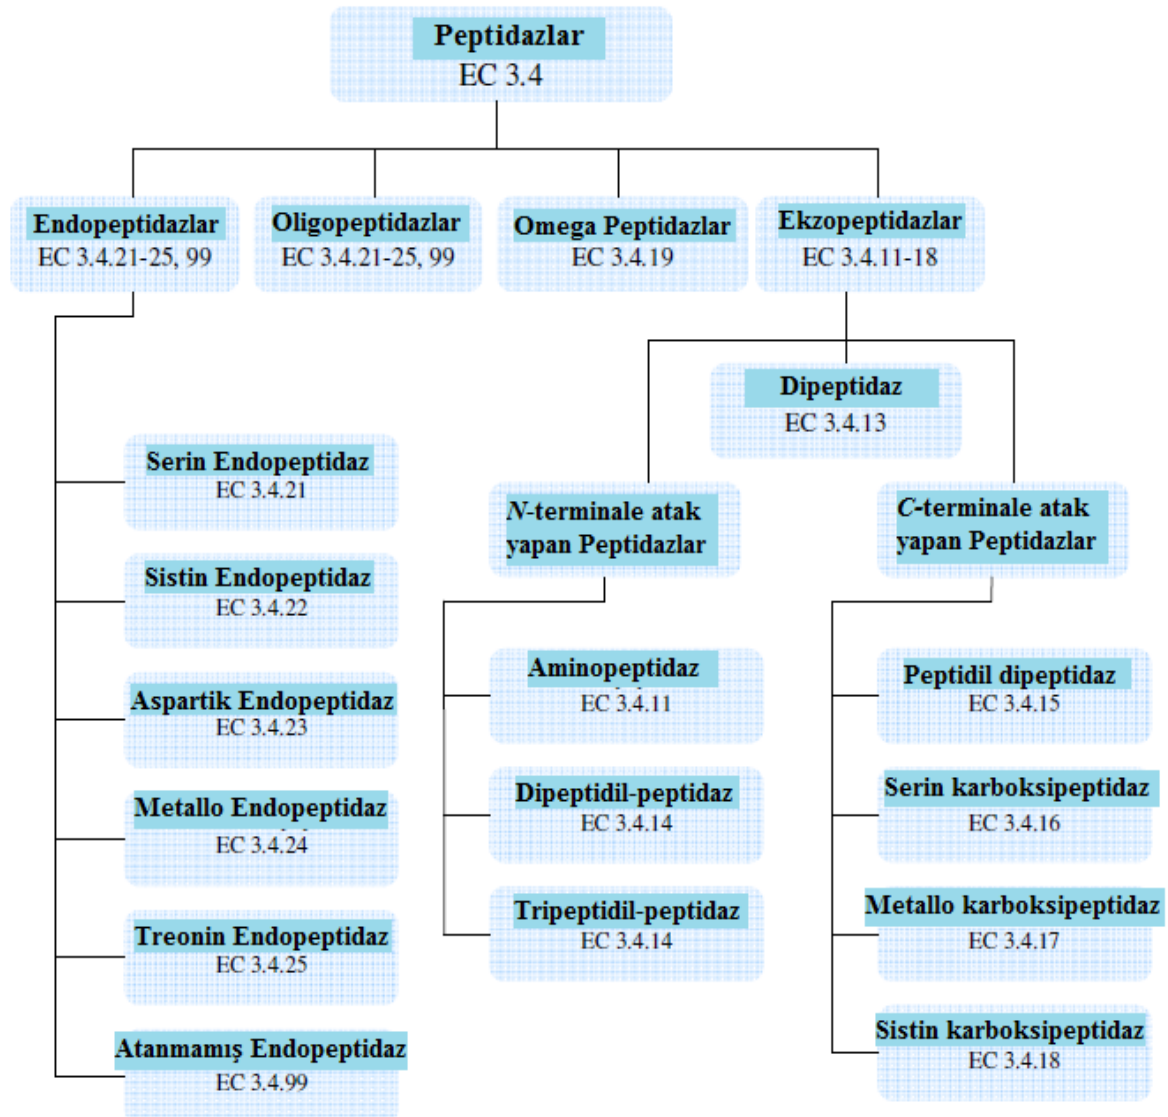 Peptidazlar
EC 3.4
Endopeptidazlar
EC 3.4.21-25, 99
Oligopeptidazlar
EC 3.4.21-25, 99
Omega Peptidazlar
EC 3.4.19
Ekzopeptidazlar
EC 3.4.11-18
Dipeptidaz
EC 3.4.13
Serin Endopeptidaz
EC 3.4.21
Sistin Endopeptidaz
EC 3.4.22
Aspartik Endopeptidaz
EC 3.4.23
Metallo Endopeptidaz
EC 3.4.24
Treonin Endopeptidaz
EC 3.4.25
Atanmamış Endopeptidaz
EC 3.4.99
N-terminale atak
yapan Peptidazlar
Aminopeptidaz
EC 3.4.11
Dipeptidil-peptidaz
EC 3.4.14
Tripeptidil-peptidaz
EC 3.4.14
C-terminale atak
yapan Peptidazlar
Peptidil dipeptidaz
EC 3.4.15
Serin karboksipeptidaz
EC 3.4.16
Metallo karboksipeptidaz
EC 3.4.17
Sistin karboksipeptidaz
EC 3.4.18